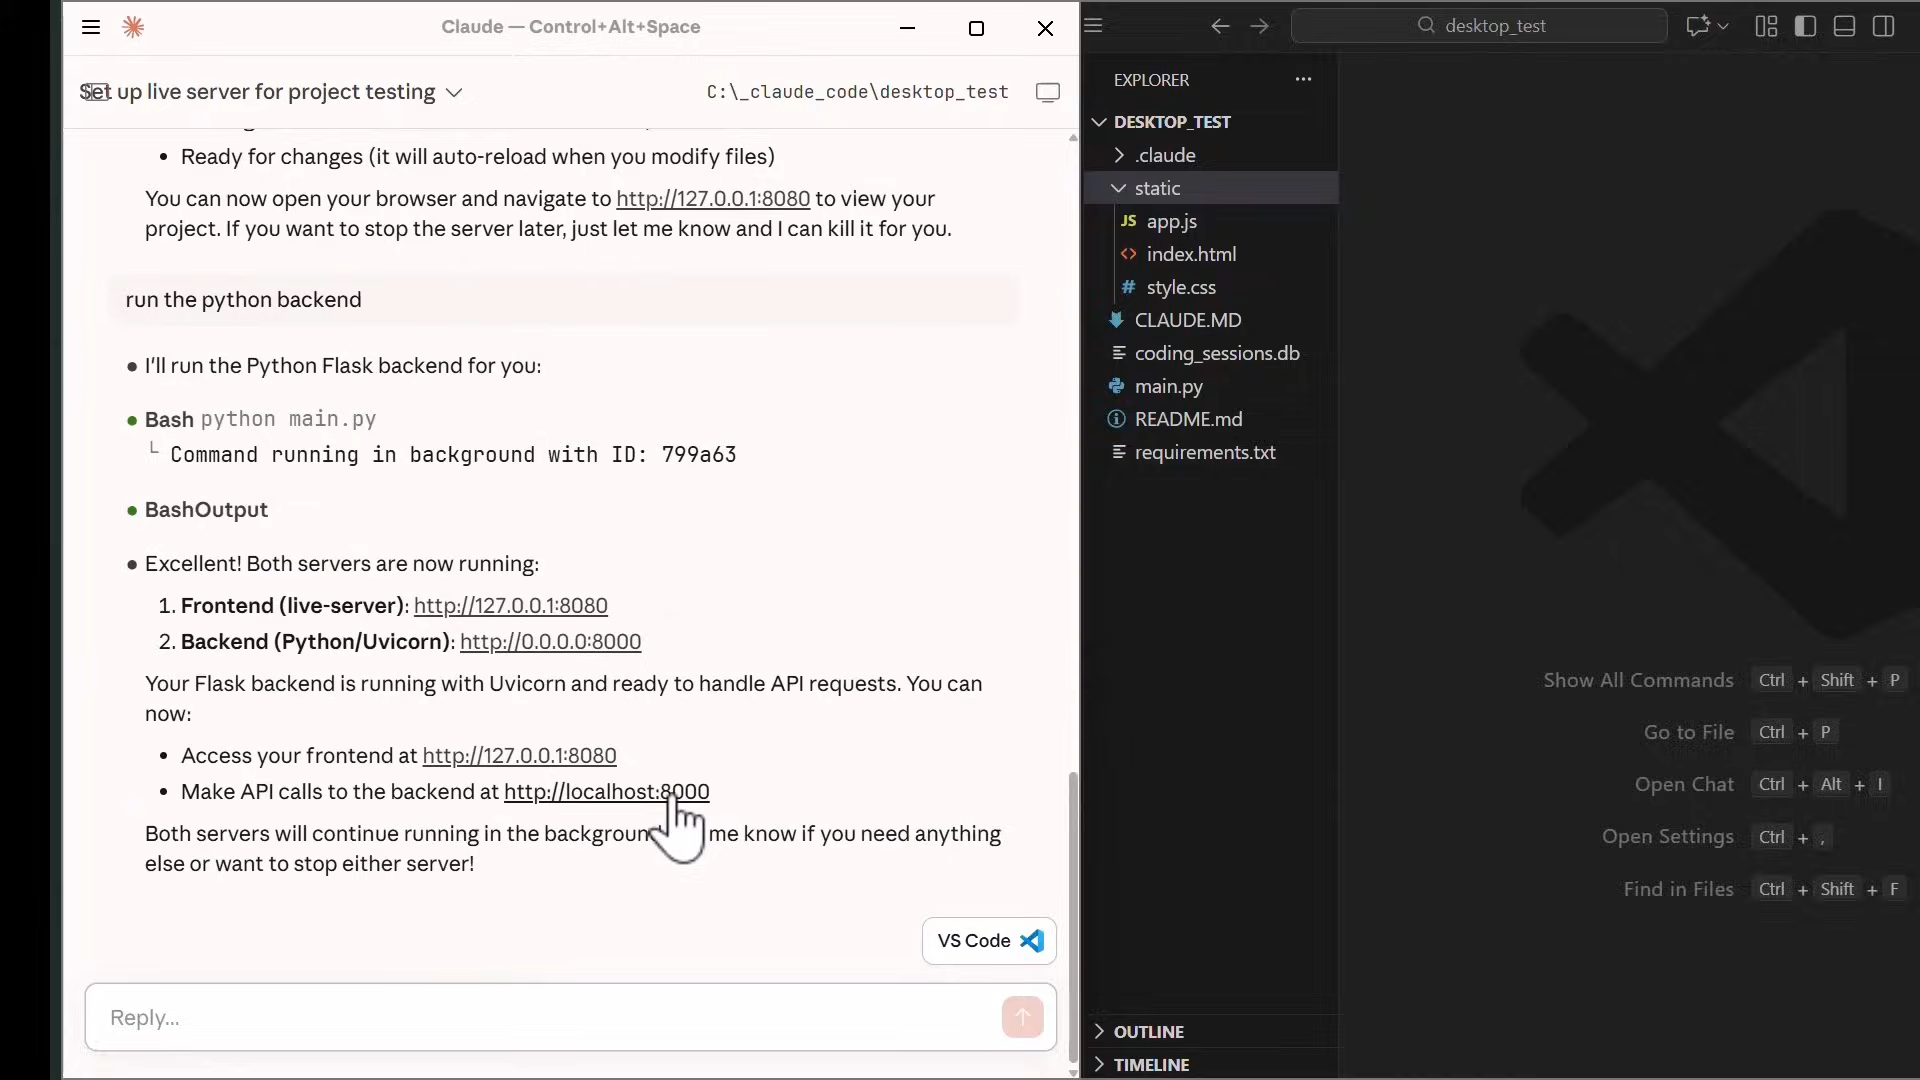 Claude — Control+Alt+Space
Set up live server for project testing
C:\_claude_code\desktop_test
• Ready for changes (it will auto-reload when you modify files)
You can now open your browser and navigate to http://127.0.0.1:8080 to view your
project. If you want to stop the server later, just let me know and I can kill it for you.
run the python backend
• I'll run the Python Flask backend for you:
• Bash python main.py
└ Command running in background with ID: 799a63
• BashOutput
• Excellent! Both servers are now running:
1. Frontend (live-server): http://127.0.0.1:8080
2. Backend (Python/Uvicorn): http://0.0.0.0:8000
Your Flask backend is running with Uvicorn and ready to handle API requests. You can
now:
• Access your frontend at http://127.0.0.1:8080
• Make API calls to the backend at http://localhost:8000
Both servers will continue running in the background me know if you need anything
else or want to stop either server!
VS Code
Reply...
desktop_test
EXPLORER
DESKTOP_TEST
.claude
static
JS app.js
<> index.html
# style.css
CLAUDE.MD
coding_sessions.db
main.py
README.md
requirements.txt
OUTLINE
TIMELINE
Show All Commands Ctrl + Shift + P
Go to File Ctrl + P
Open Chat Ctrl + Alt + I
Open Settings Ctrl + ,
Find in Files Ctrl + Shift + F